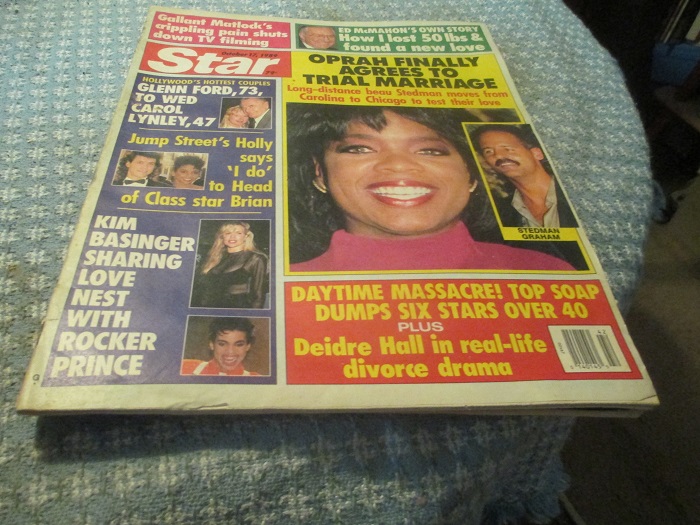 Gallant Matlock's
crippling pain shuts
down TV filming
ED McMAHON'S OWN STORY
How I lost 50 lbs &
found a new love
October 17, 1989
Star
HOLLYWOOD'S HOTTEST COUPLES
GLENN FORD, 73,
TO WED
CAROL
LYNLEY, 47
Jump Street's Holly
says
'I do'
to Head
of Class star Brian
KIM
BASINGER
SHARING
LOVE
NEST
WITH
ROCKER
PRINCE
OPRAH FINALLY
AGREES TO
TRIAL MARRIAGE
Long-distance beau Stedman moves from
Carolina to Chicago to test their love
STEDMAN
GRAHAM
DAYTIME MASSACRE! TOP SOAP
DUMPS SIX STARS OVER 40
PLUS
Deidre Hall in real-life
divorce drama
42